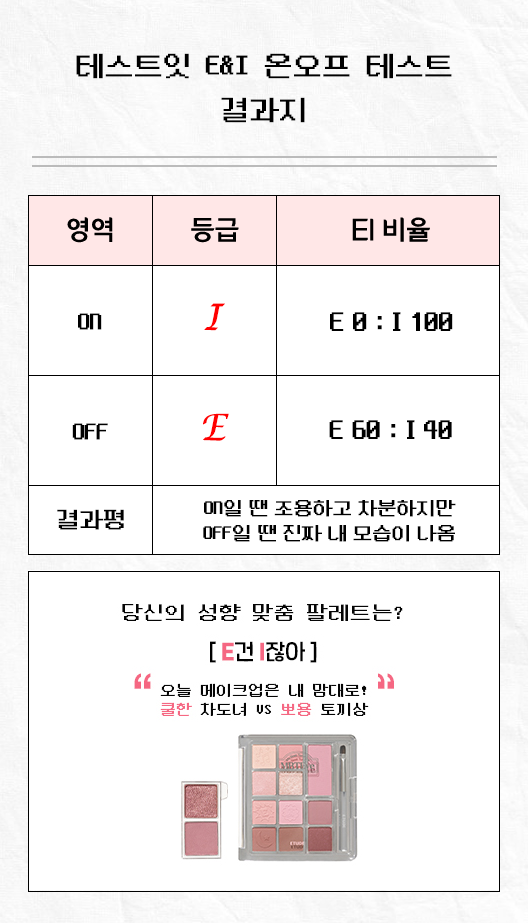 테스트잇 E&I 온오프 테스트
결과지
영역 등급 EI 비율
ON I E 0 : I 100
OFF E E 60 : I 40
결과평
ON일 땐 조용하고 차분하지만
OFF일 땐 진짜 내 모습이 나옴
당신의 성향 맞춤 팔레트는?
[ E건 I잖아 ]
“ 오늘 메이크업은 내 맘대로! ”
쿨한 차도녀 VS 뽀용 토끼상
ETUDE